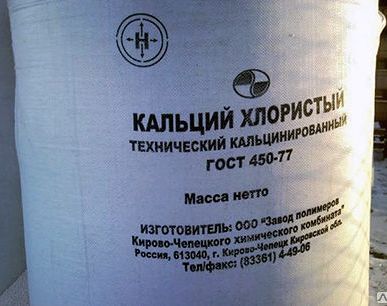 Н
КАЛЬЦИЙ ХЛОРИСТЫЙ
ТЕХНИЧЕСКИЙ КАЛЬЦИНИРОВАННЫЙ
ГОСТ 450-77
Масса нетто
ИЗГОТОВИТЕЛЬ: ООО "Завод полимеров
Кирово-Чепецкого химического комбината"
Россия, 613040, г. Кирово-Чепецк Кировской обл.
Тел/факс: (83361) 4-49-06